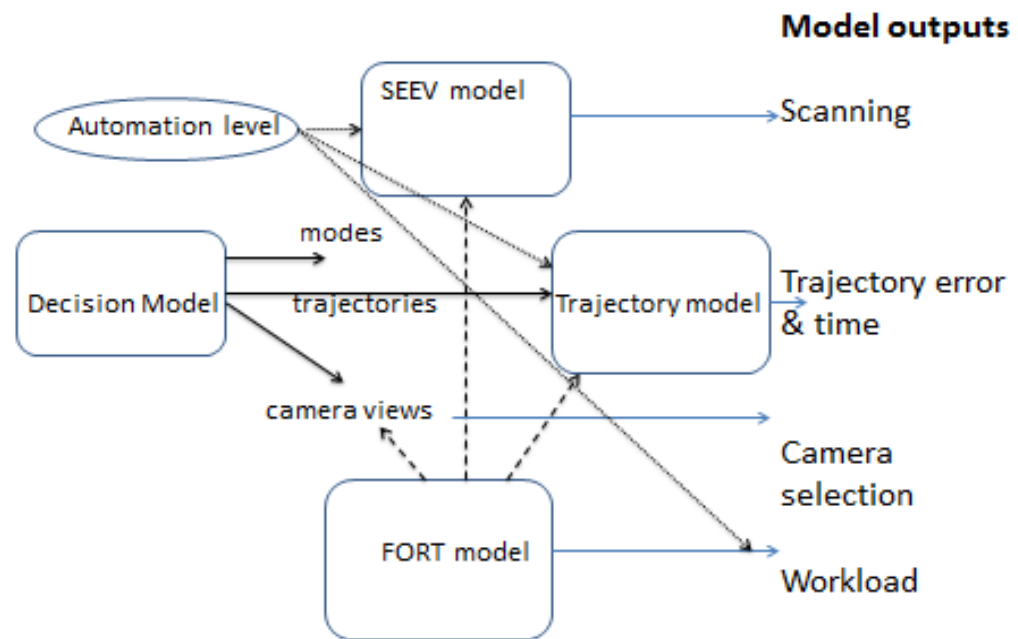 Model outputs
SEEV model
Scanning
Automation level
modes
Decision Model
trajectories
Trajectory model
Trajectory error
& time
camera views
Camera
selection
FORT model
Workload